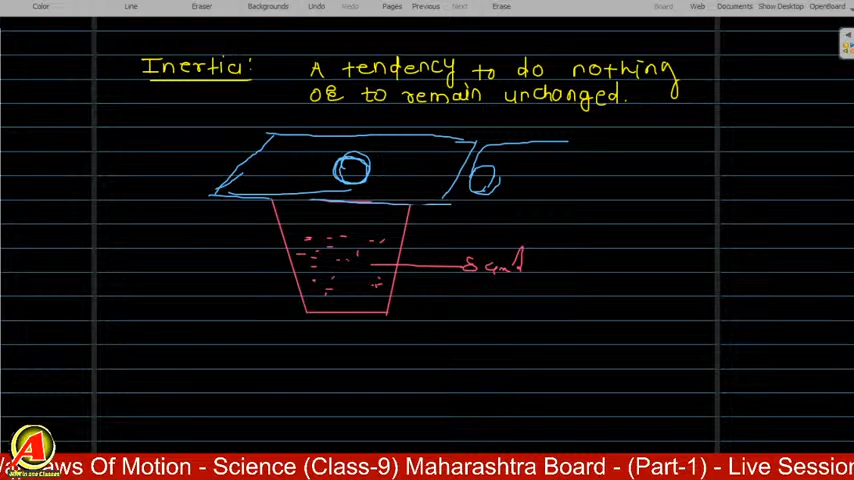 Color Line Eraser Backgrounds Undo Redo Pages Previous Next Erase Board Web Documents Show Desktop OpenBoard
Inertia: A tendency to do nothing
OR to remain unchanged.
Sand
A
Laws Of Motion - Science (Class-9) Maharashtra Board - (Part-1) - Live Session